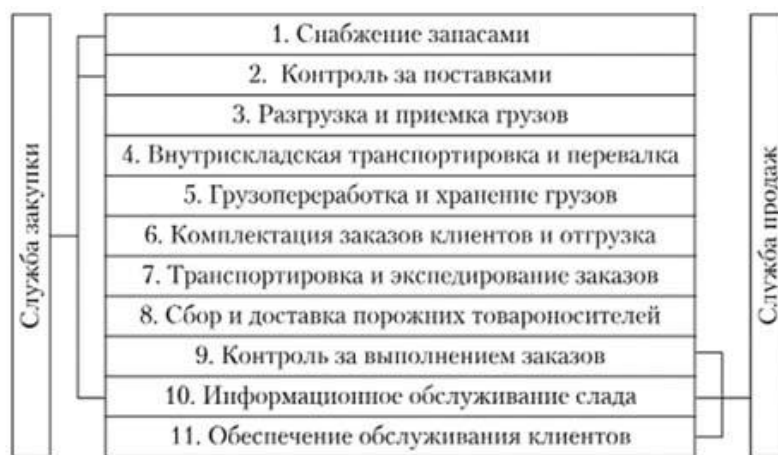 Служба закупки
1. Снабжение запасами
2. Контроль за поставками
3. Разгрузка и приемка грузов
4. Внутрискладская транспортировка и перевалка
5. Грузопереработка и хранение грузов
6. Комплектация заказов клиентов и отгрузка
7. Транспортировка и экспедирование заказов
8. Сбор и доставка порожних товароносителей
9. Контроль за выполнением заказов
10. Информационное обслуживание слада
11. Обеспечение обслуживания клиентов
Служба продаж